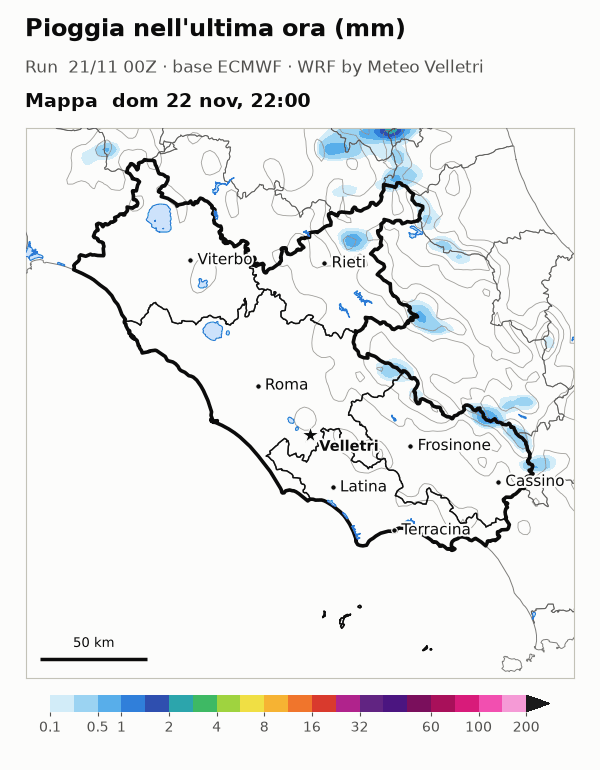 Pioggia nell'ultima ora (mm)
Run  21/11 00Z · base ECMWF · WRF by Meteo Velletri
Mappa  dom 22 nov, 22:00
Viterbo
Rieti
Roma
Velletri
Frosinone
Latina
Cassino
Terracina
50 km
0.1 0.5 1 2 4 8 16 32 60 100 200